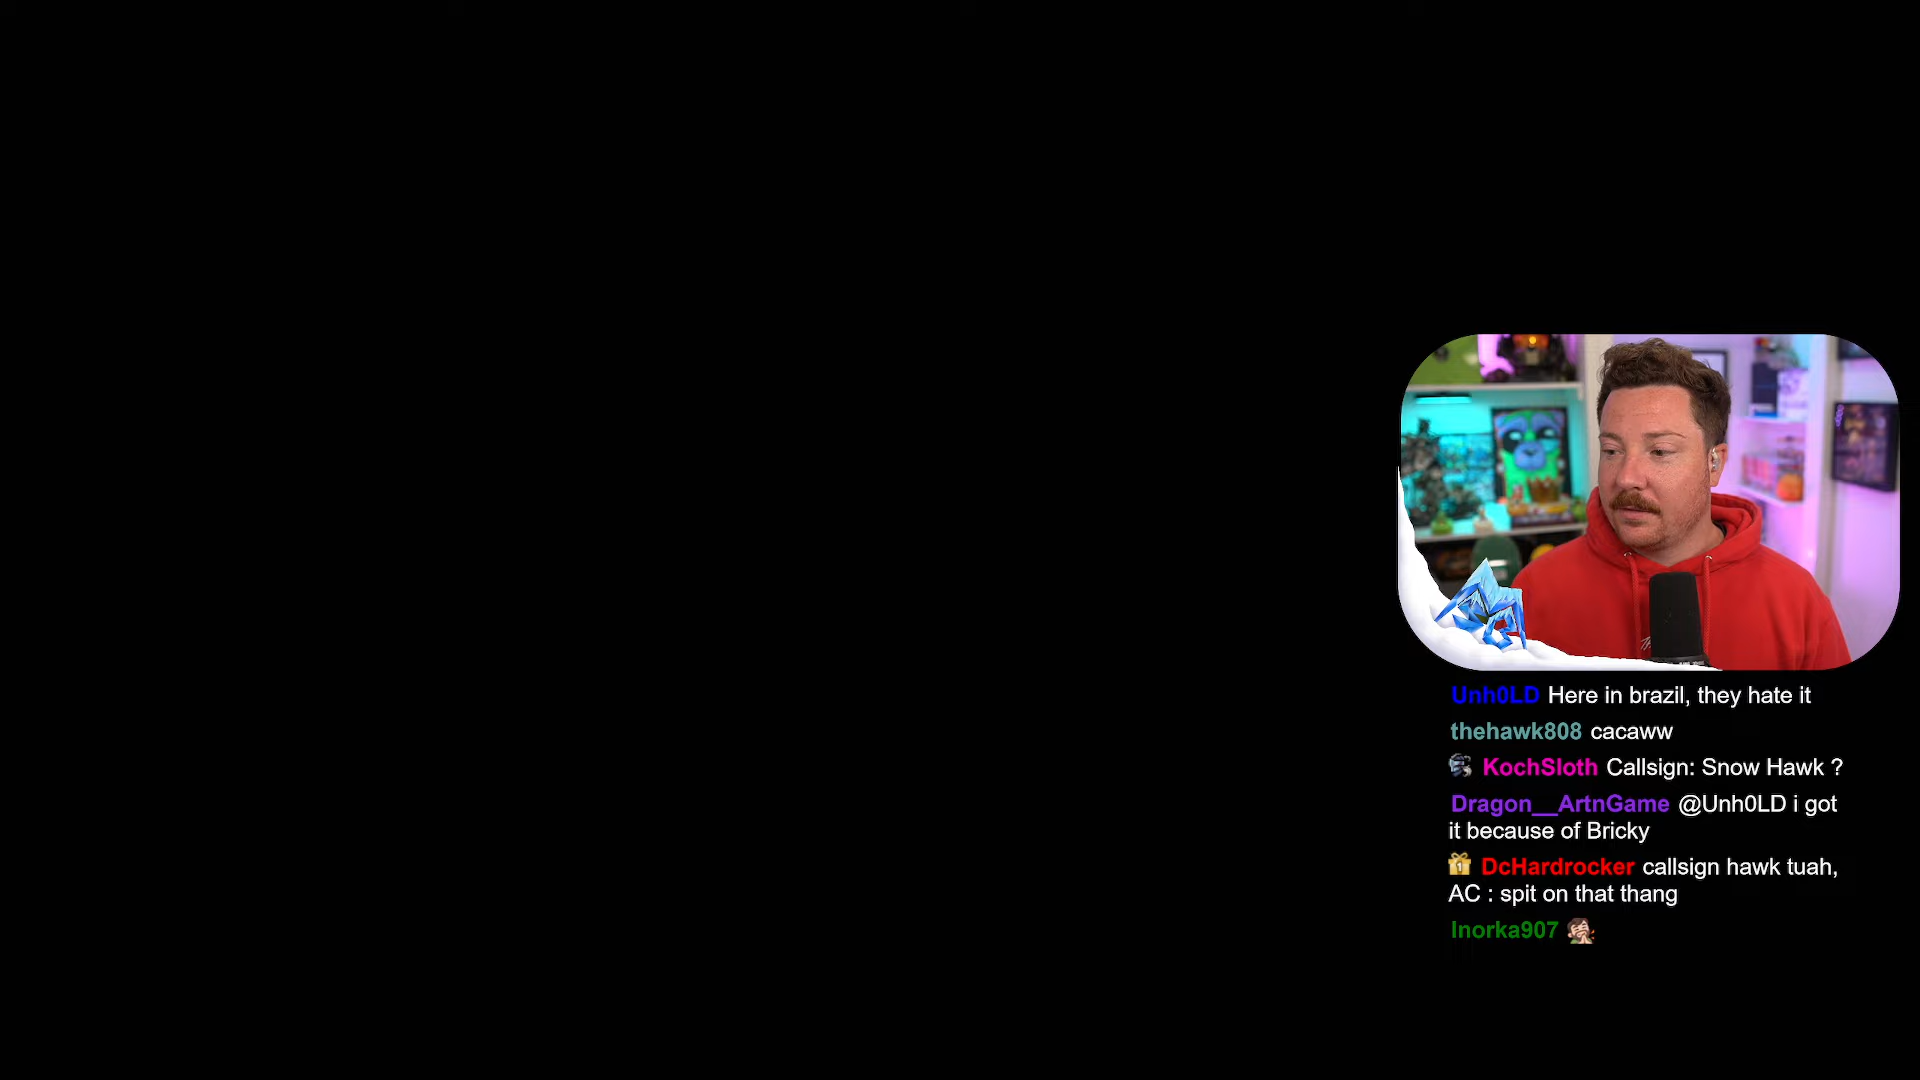 Unh0LD Here in brazil, they hate it
thehawk808 cacaww
KochSloth Callsign: Snow Hawk ?
Dragon__ArtnGame @Unh0LD i got
it because of Bricky
DcHardrocker callsign hawk tuah,
AC : spit on that thang
Inorka907